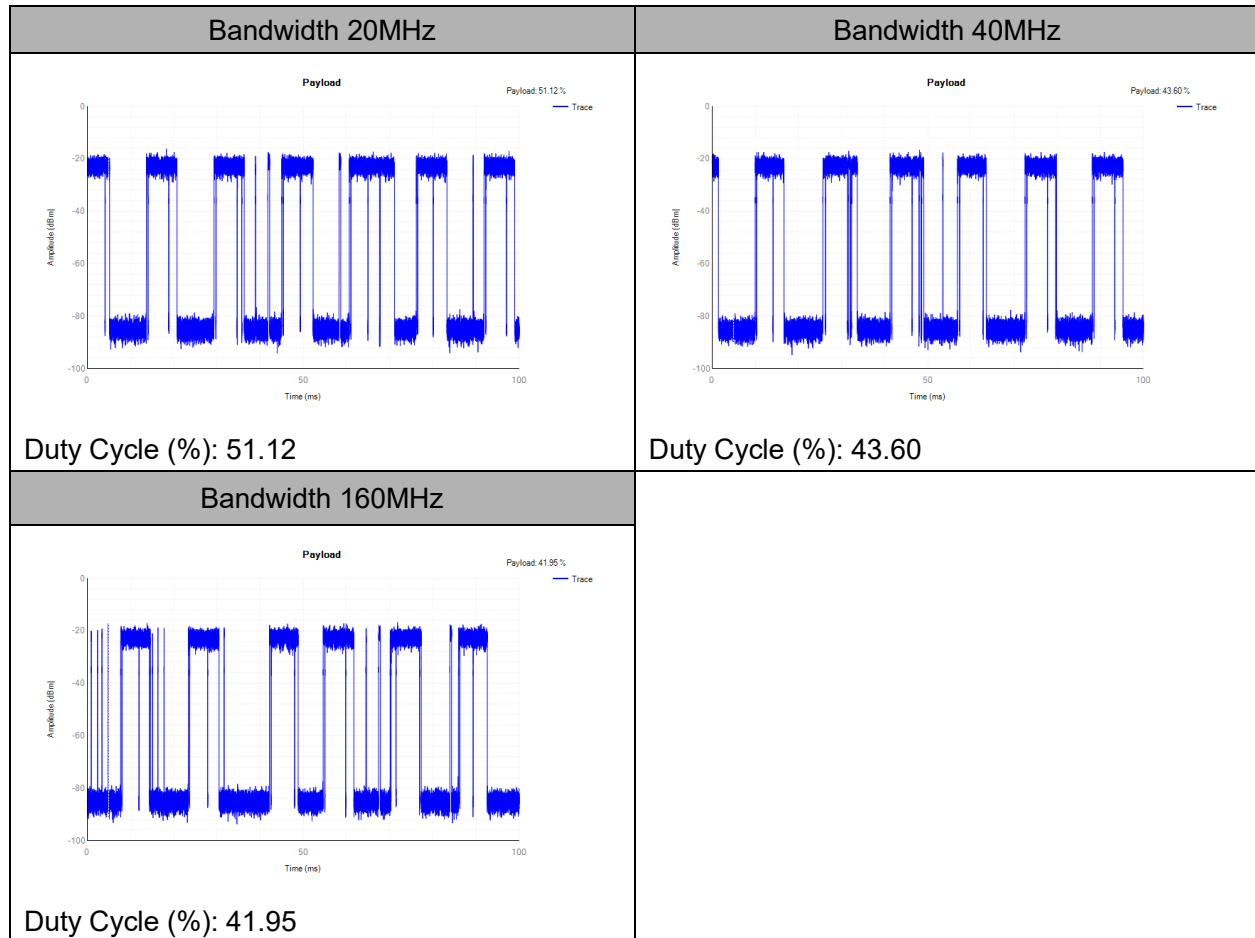 Bandwidth 20MHz
Payload
Payload: 51.12 %
Trace
0
-20
-40
-60
-80
-100
Amplitude [dBm]
0
50
100
Time (ms)
Duty Cycle (%): 51.12
Bandwidth 40MHz
Payload
Payload: 43.60 %
Trace
0
-20
-40
-60
-80
-100
Amplitude [dBm]
0
50
100
Time (ms)
Duty Cycle (%): 43.60
Bandwidth 160MHz
Payload
Payload: 41.95 %
Trace
0
-20
-40
-60
-80
-100
Amplitude [dBm]
0
50
100
Time (ms)
Duty Cycle (%): 41.95